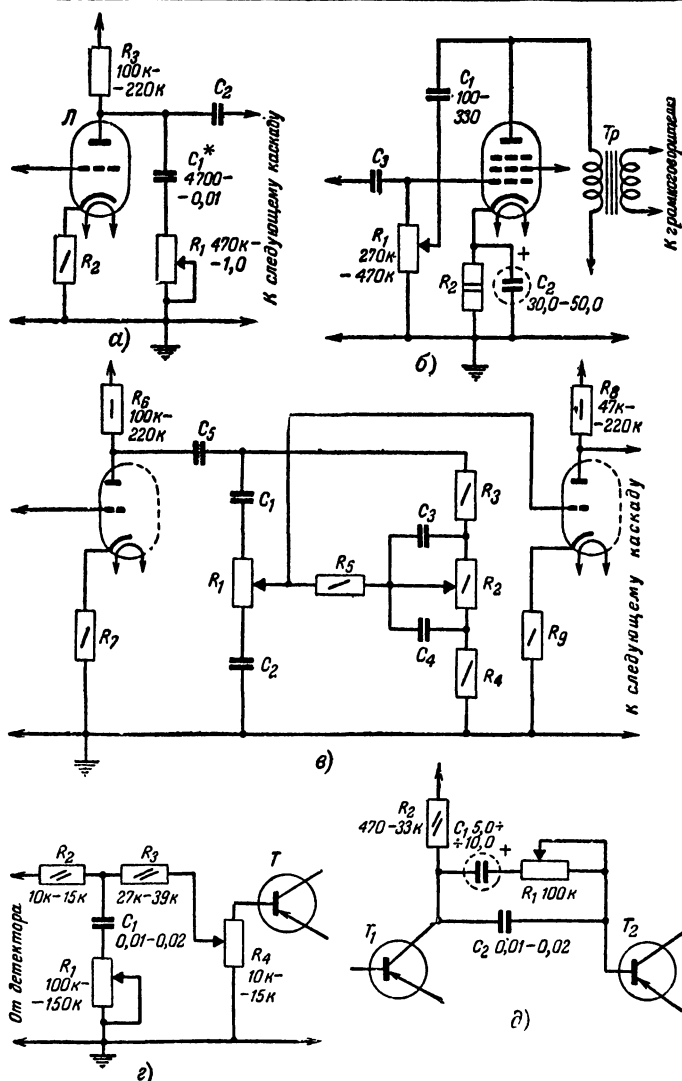 R₃
100к-
-220к
C₂
Л
C₁*
4700-
-0,01
R₂
R₁ 470к-
-1,0
К следующему каскаду
а)
C₁
100-
330
Тр
C₃
R₁
270к-
-470к
R₂
+
C₂
30,0-50,0
К громкоговорителю
б)
R₆
100к-
220к
C₅
R₈
47к-
-220к
C₁
R₃
C₃
R₁
R₅
R₂
C₄
R₇
C₂
R₄
R₉
К следующему каскаду
в)
R₂
10к-15к
R₃
27к-39к
Т
C₁
0,01-0,02
R₁
100к-
-150к
R₄
10к-
-15к
От детектора
г)
R₂
470-33к
C₁ 5,0÷
÷10,0
+
R₁ 100к
C₂ 0,01-0,02
Т₁
Т₂
д)